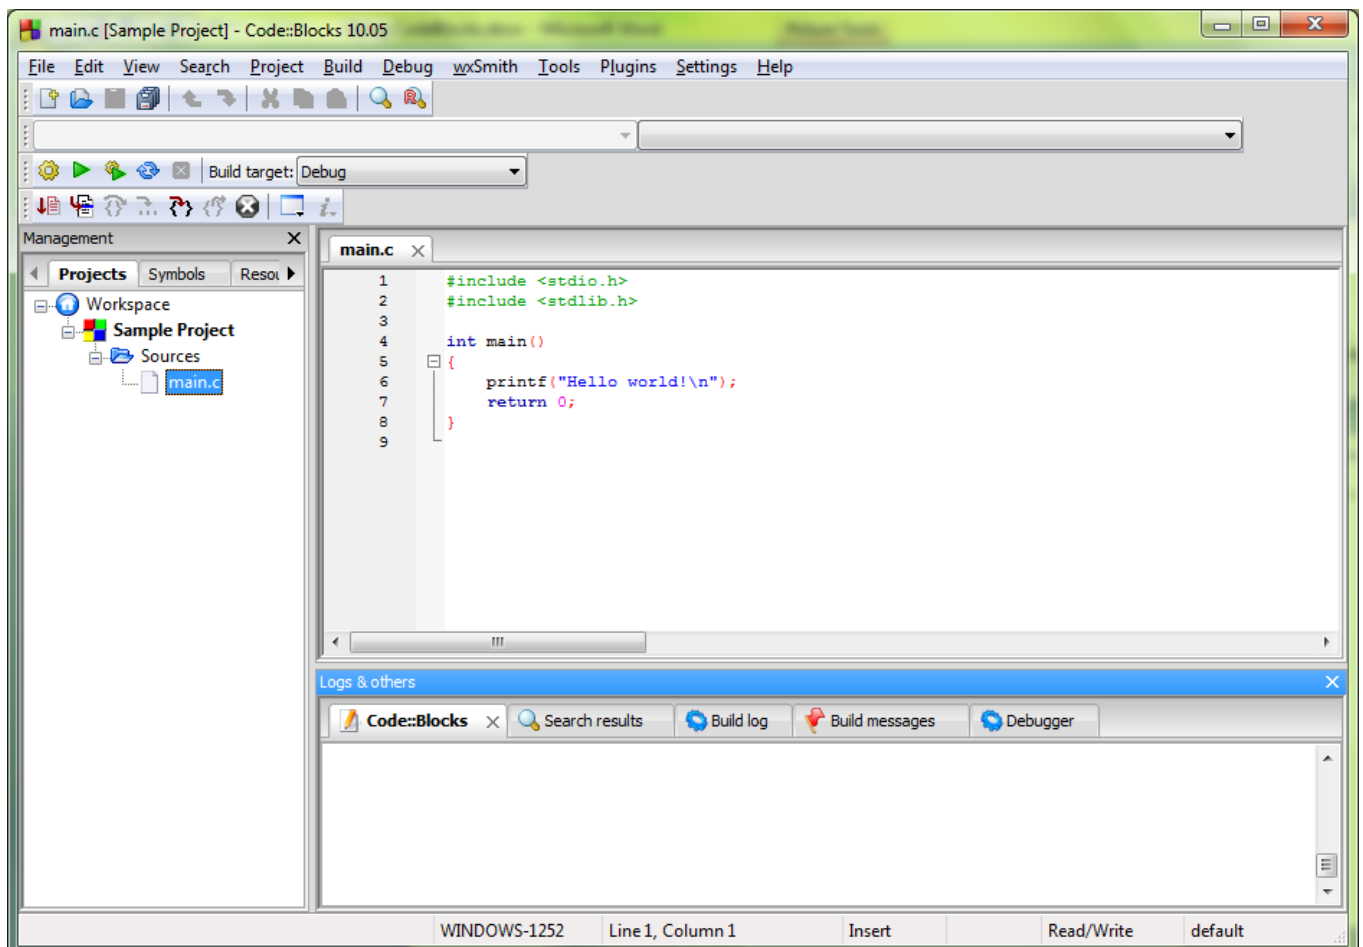 main.c [Sample Project] - Code::Blocks 10.05
File Edit View Search Project Build Debug wxSmith Tools Plugins Settings Help
Build target: Debug
Management
Projects Symbols Resou
Workspace
Sample Project
Sources
main.c
main.c
1 #include <stdio.h>
2 #include <stdlib.h>
3
4 int main()
5 {
6 printf("Hello world!\n");
7 return 0;
8 }
9
Logs & others
Code::Blocks Search results Build log Build messages Debugger
WINDOWS-1252 Line 1, Column 1 Insert Read/Write default